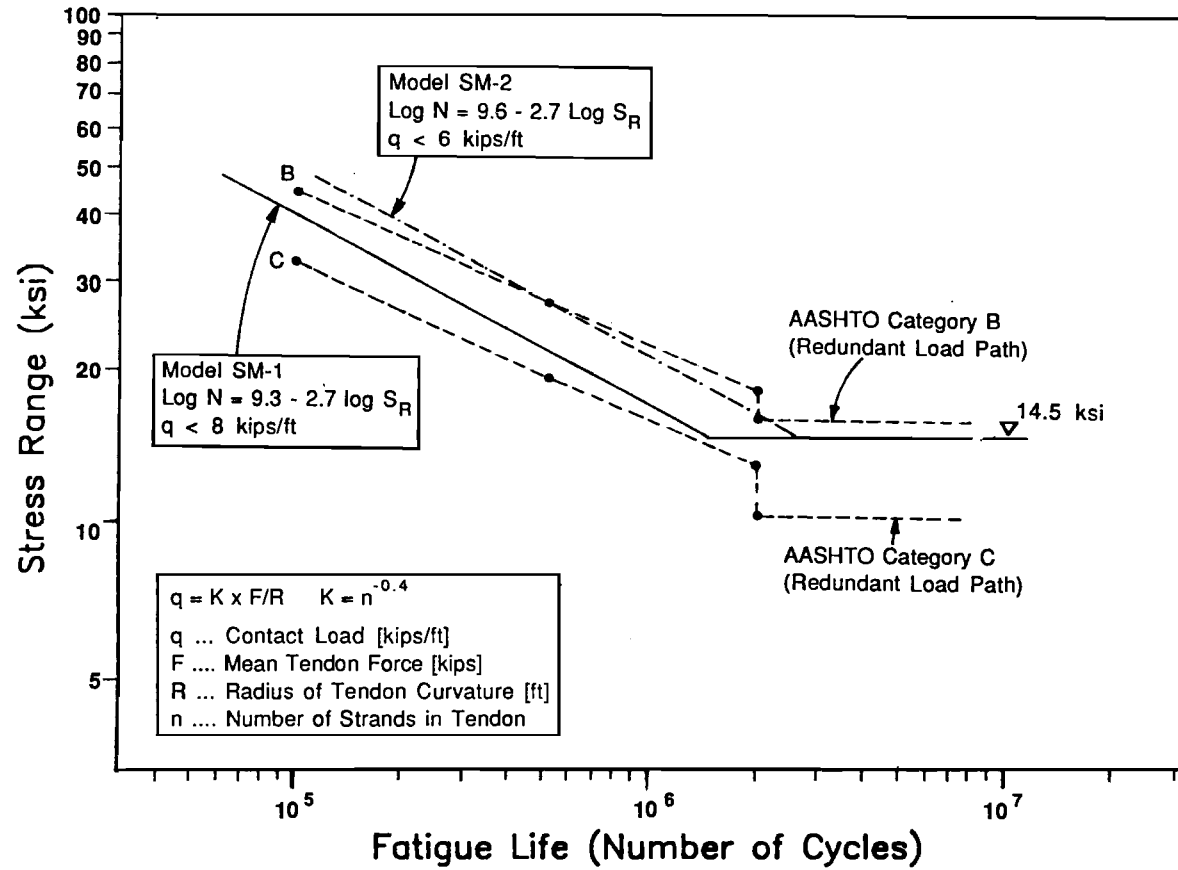 100
90
80
70
60
50
40
30
20
10
5
Stress Range (ksi)
Model SM-2
Log N = 9.6 - 2.7 Log S_R
q < 6 kips/ft
B
C
Model SM-1
Log N = 9.3 - 2.7 log S_R
q < 8 kips/ft
AASHTO Category B
(Redundant Load Path)
14.5 ksi
AASHTO Category C
(Redundant Load Path)
q = K x F/R K = n^-0.4
q ... Contact Load [kips/ft]
F .... Mean Tendon Force [kips]
R ... Radius of Tendon Curvature [ft]
n .... Number of Strands in Tendon
10^5
10^6
10^7
Fatigue Life (Number of Cycles)